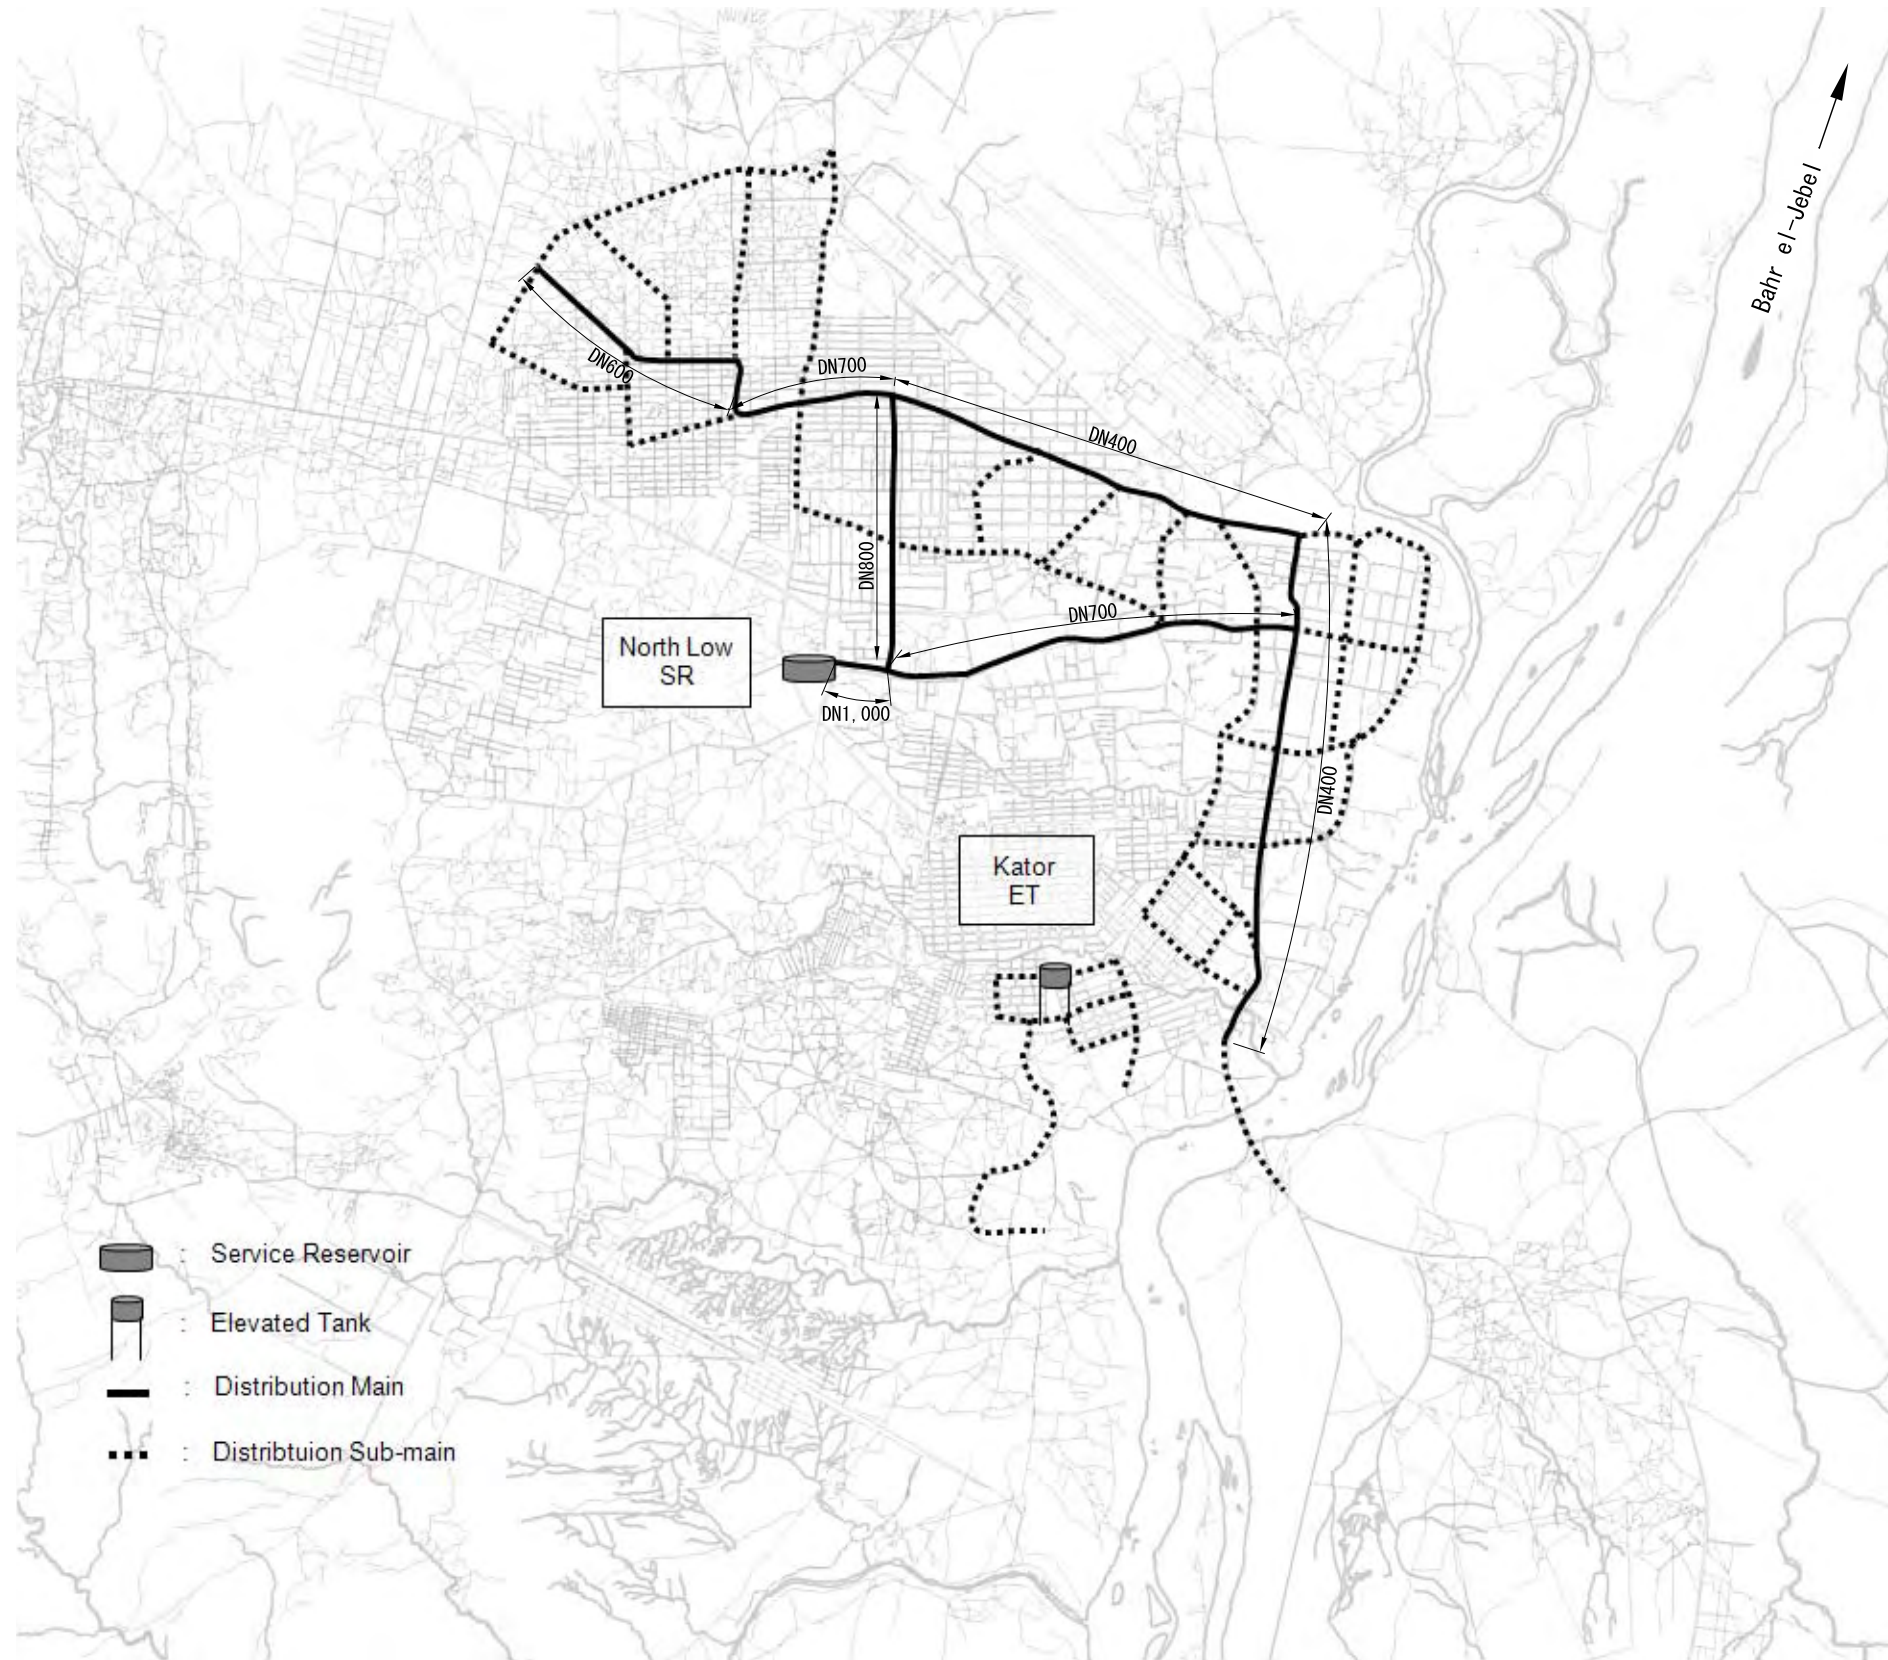 Bahr el-Jebel
DN600
DN700
DN400
DN800
DN700
North Low
SR
DN1,000
DN400
Kator
ET
: Service Reservoir
: Elevated Tank
: Distribution Main
: Distribtuion Sub-main